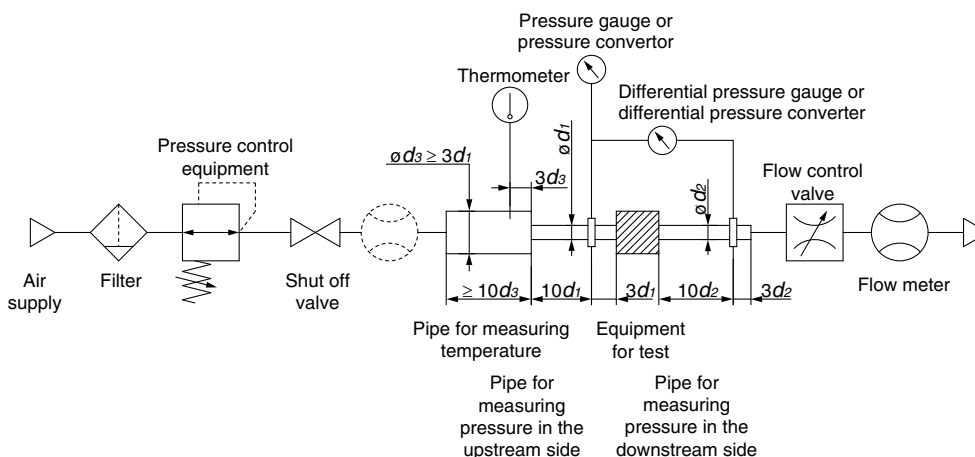 Pressure gauge or
pressure convertor
Thermometer
Differential pressure gauge or
differential pressure converter
Pressure control
equipment
ød3 ≥ 3d1
ød1
3d3
ød2
Flow control
valve
Air
supply
Filter
Shut off
valve
≥ 10d3
10d1
3d1
10d2
3d2
Flow meter
Pipe for measuring
temperature
Equipment
for test
Pipe for
measuring
pressure in the
upstream side
Pipe for
measuring
pressure in the
downstream side